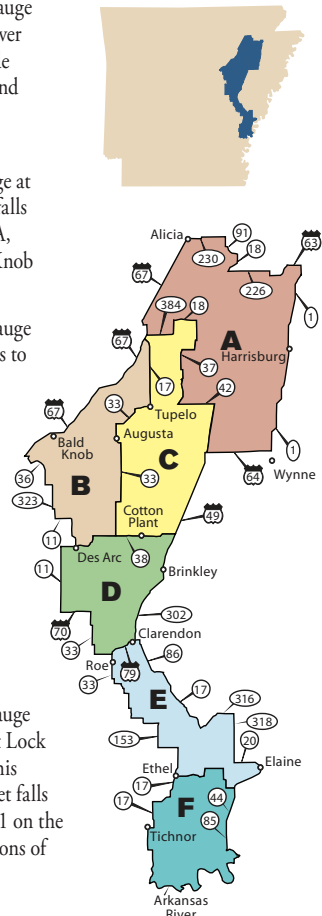 auge
ver
nd
ge at
falls
A,
Knob
auge
s to
auge
Lock
his
et falls
1 on the
ons of
Alicia
91
18
63
230
67
226
384
18
1
A
67
37
Harrisburg
17
42
33
67
Tupelo
Bald
Knob
Augusta
1
C
64
Wynne
36
B
33
323
Cotton
Plant
49
11
Des Arc
38
11
Brinkley
D
70
302
33
Clarendon
Roe
79
86
33
E
17
316
318
153
20
Ethel
Elaine
17
17
F
44
85
Tichnor
Arkansas
River